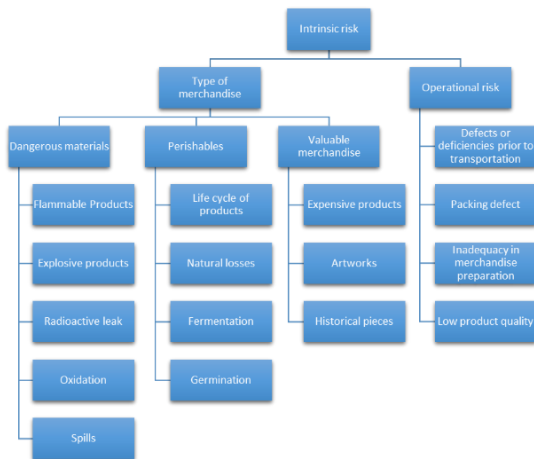 Intrinsic risk
Type of
merchandise
Operational risk
Dangerous materials
Perishables
Valuable
merchandise
Defects or
deficiencies prior to
transportation
Flammable Products
Life cycle of
products
Expensive products
Packing defect
Explosive products
Natural losses
Artworks
Inadequacy in
merchandise
preparation
Radioactive leak
Fermentation
Historical pieces
Low product quality
Oxidation
Germination
Spills